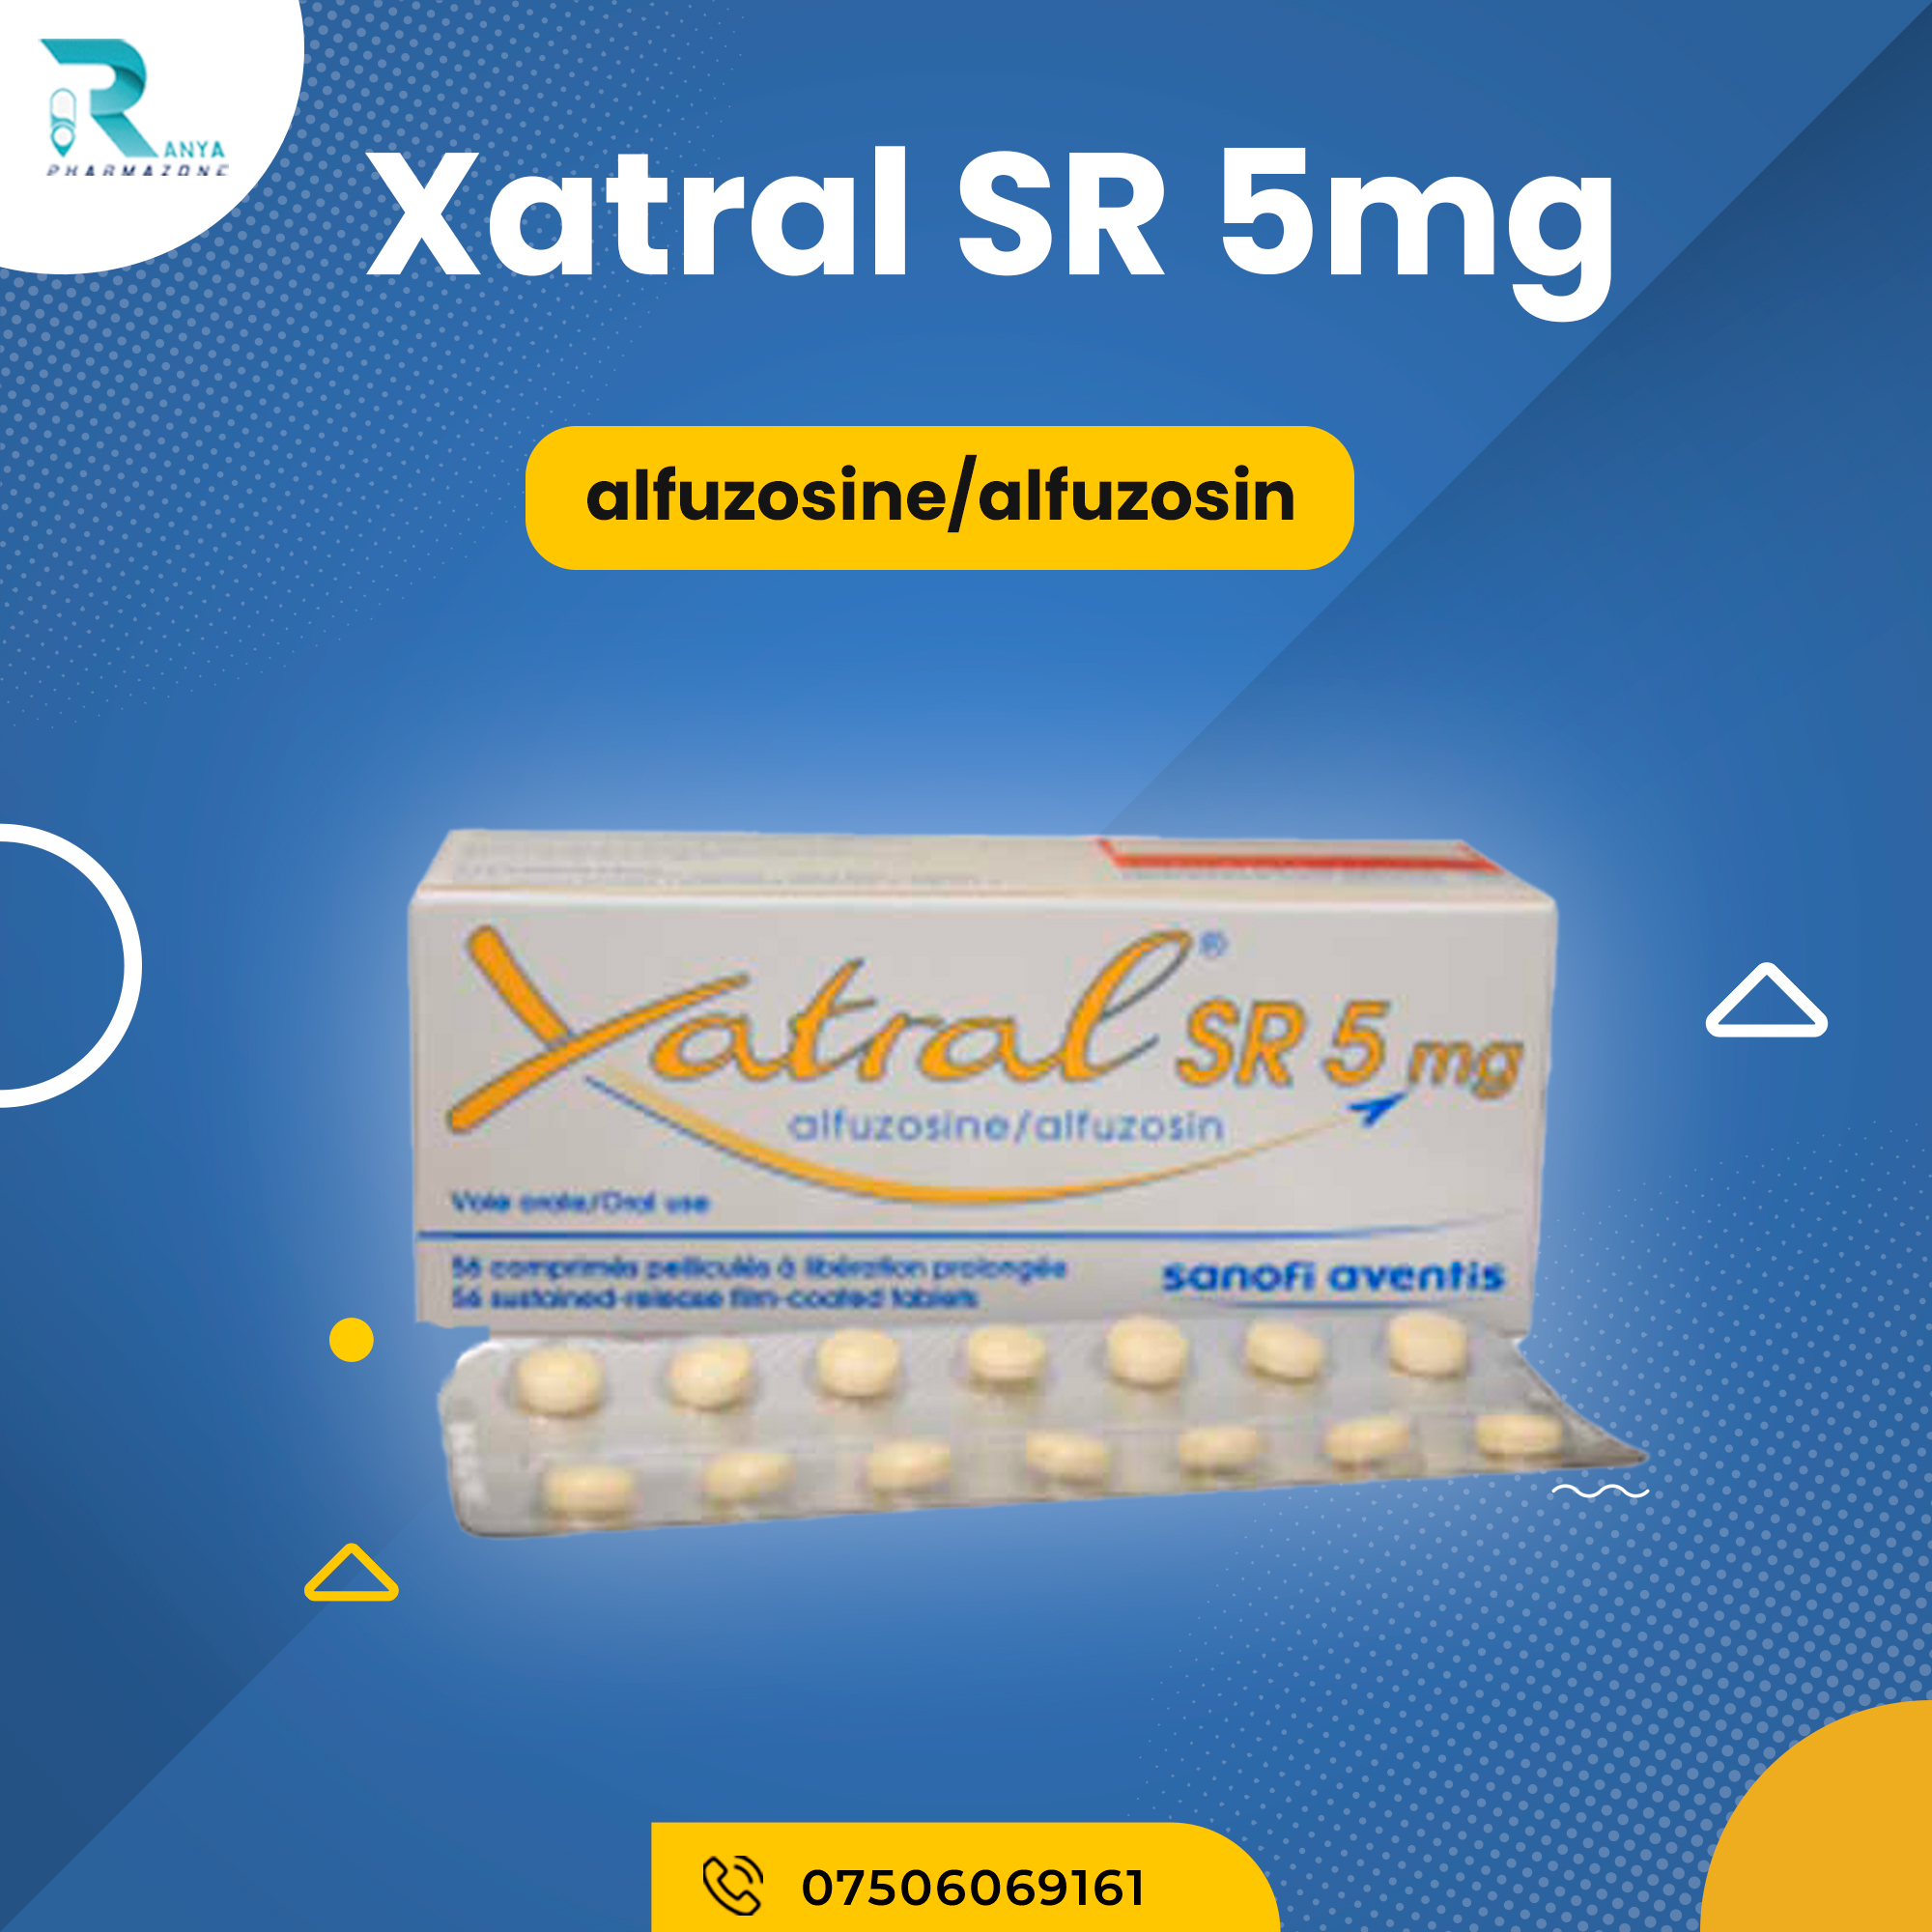 RANYA
PHARMAZONE
Xatral SR 5mg
alfuzosine/alfuzosin
Xatral® SR 5 mg
alfuzosine/alfuzosin
Voie orale/Oral use
56 comprimés pelliculés à libération prolongée
56 sustained-release film-coated tablets
sanofi aventis
07506069161